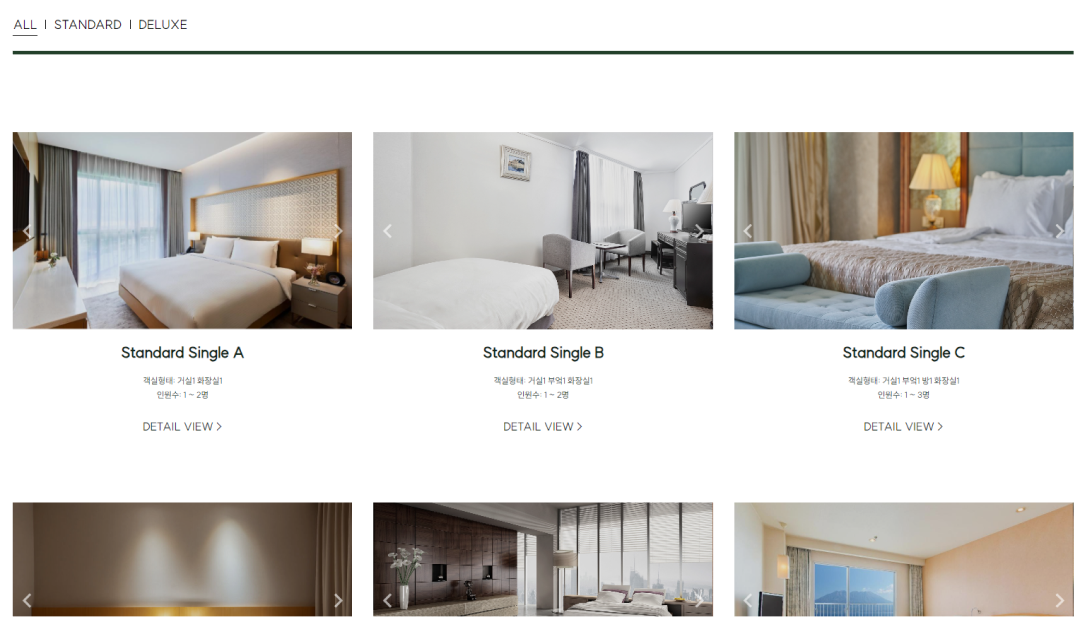 ALL | STANDARD | DELUXE
Standard Single A
객실형태: 거실1 화장실1
인원수: 1 ~ 2명
DETAIL VIEW >
Standard Single B
객실형태: 거실1 부엌1 화장실1
인원수: 1 ~ 2명
DETAIL VIEW >
Standard Single C
객실형태: 거실1 부엌1 방1 화장실1
인원수: 1 ~ 3명
DETAIL VIEW >